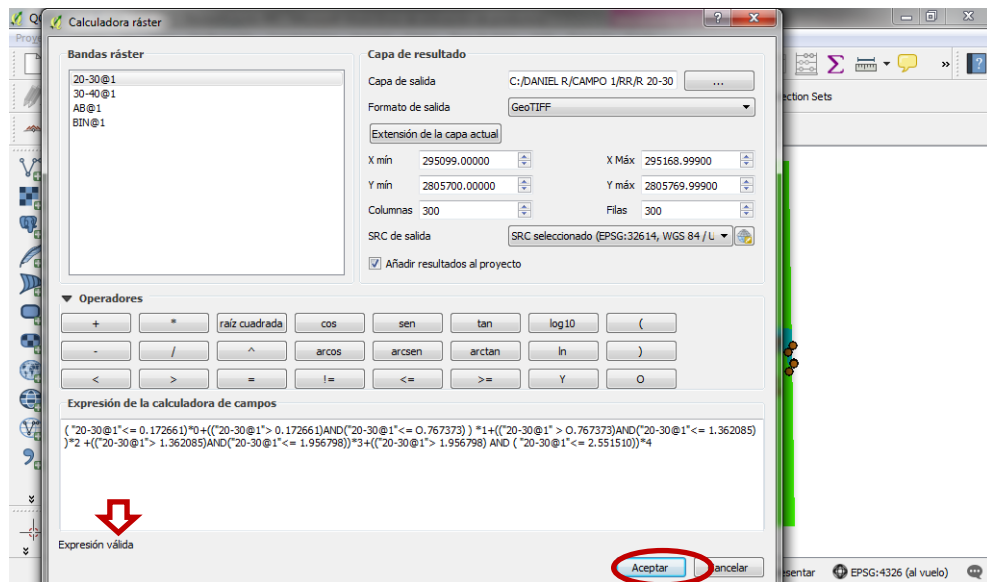 Calculadora ráster
Bandas ráster
20-30@1
30-40@1
AB@1
BIN@1
Capa de resultado
Capa de salida C:/DANIEL R/CAMPO 1/RR/R 20-30 ...
Formato de salida GeoTIFF
Extensión de la capa actual
X mín 295099.00000 X Máx 295168.99900
Y mín 2805700.00000 Y máx 2805769.99900
Columnas 300 Filas 300
SRC de salida SRC seleccionado (EPSG:32614, WGS 84 / U
Añadir resultados al proyecto
Operadores
+ * raíz cuadrada cos sen tan log10 (
- / ^ arcos arcsen arctan ln )
< > = != <= >= Y O
Expresión de la calculadora de campos
( "20-30@1"<= 0.172661)*0+(("20-30@1"> 0.172661)AND("20-30@1"<= O.767373) ) *1+(("20-30@1" > O.767373)AND("20-30@1"<= 1.362085)
)*2 +(("20-30@1"> 1.362085)AND("20-30@1"<= 1.956798))*3+(("20-30@1"> 1.956798) AND ( "20-30@1"<= 2.551510))*4
Expresión válida
Aceptar Cancelar
Q
Proye
Σ » ?
ection Sets
sentar EPSG:4326 (al vuelo)